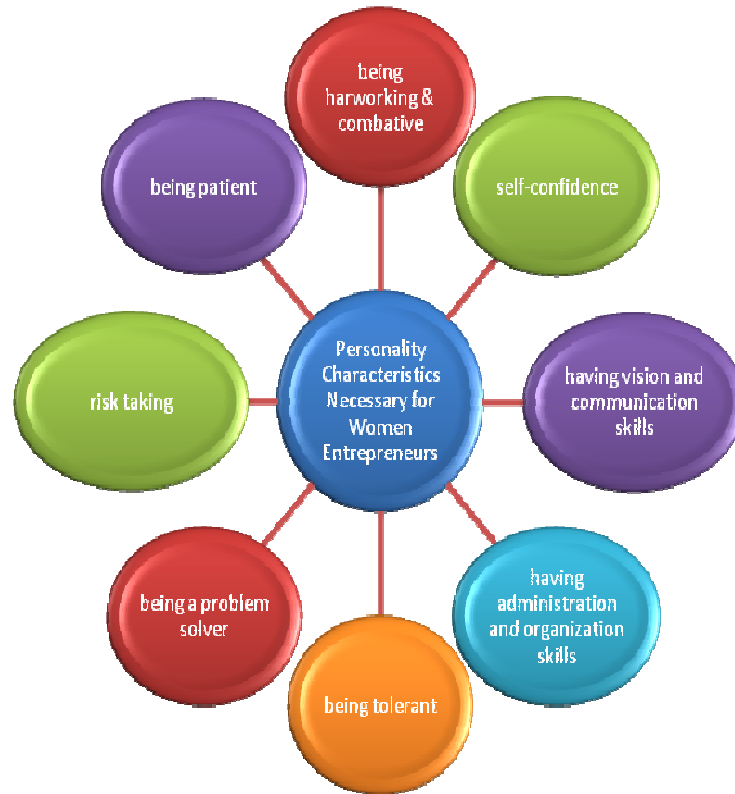 being
harworking &
combative
self-confidence
having vision and
communication
skills
having
administration
and organization
skills
being tolerant
being a problem
solver
risk taking
being patient
Personality
Characteristics
Necessary for
Women
Entrepreneurs